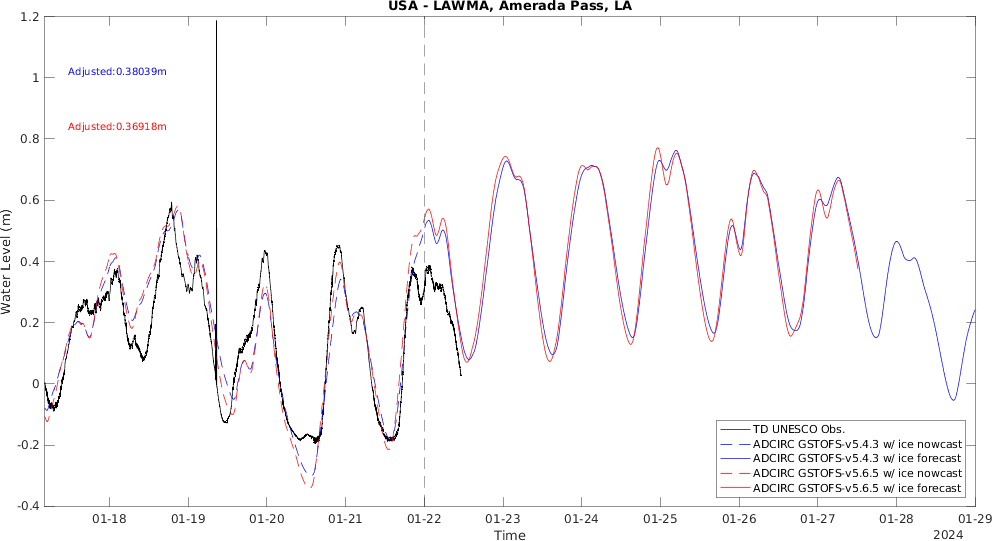 USA - LAWMA, Amerada Pass, LA
1.2
1
0.8
0.6
0.4
0.2
0
-0.2
-0.4
Water Level (m)
Adjusted:0.38039m
Adjusted:0.36918m
TD UNESCO Obs.
ADCIRC GSTOFS-v5.4.3 w/ ice nowcast
ADCIRC GSTOFS-v5.4.3 w/ ice forecast
ADCIRC GSTOFS-v5.6.5 w/ ice nowcast
ADCIRC GSTOFS-v5.6.5 w/ ice forecast
01-18 01-19 01-20 01-21 01-22 01-23 01-24 01-25 01-26 01-27 01-28 01-29
Time
2024